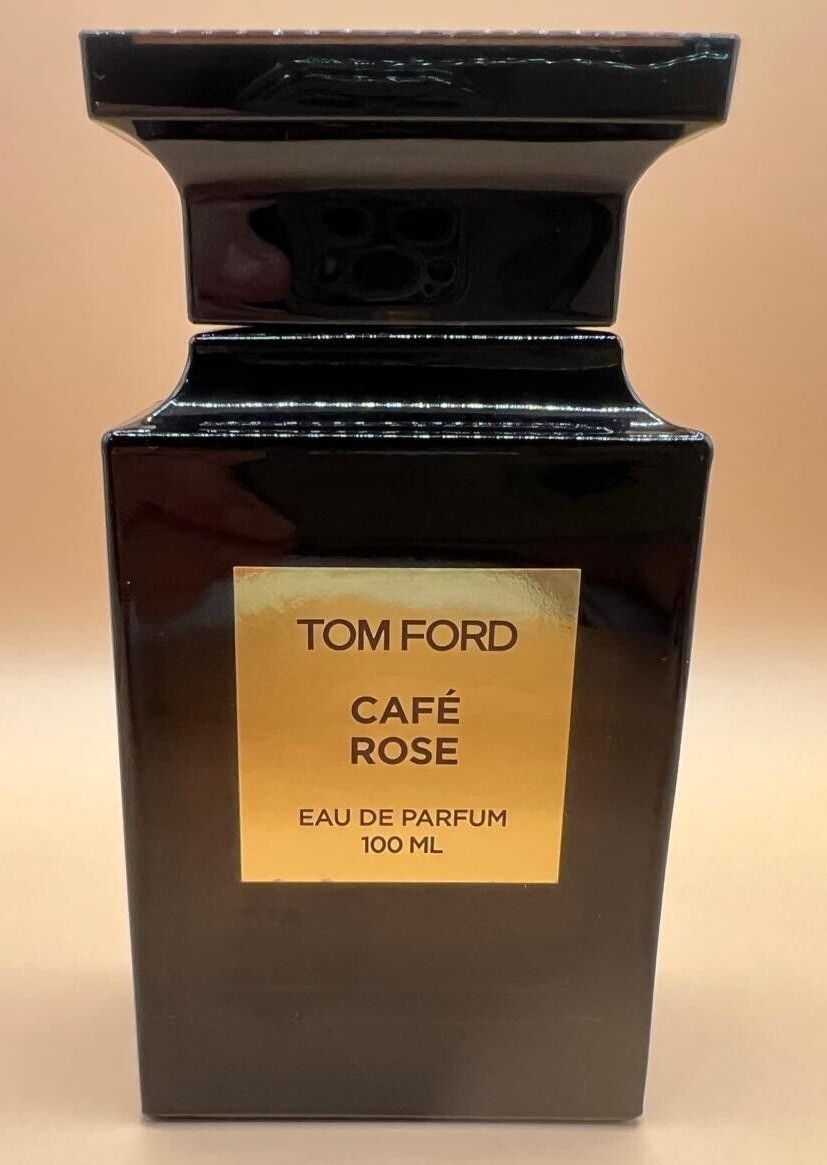 TOM FORD
CAFÉ
ROSE
EAU DE PARFUM
100 ML